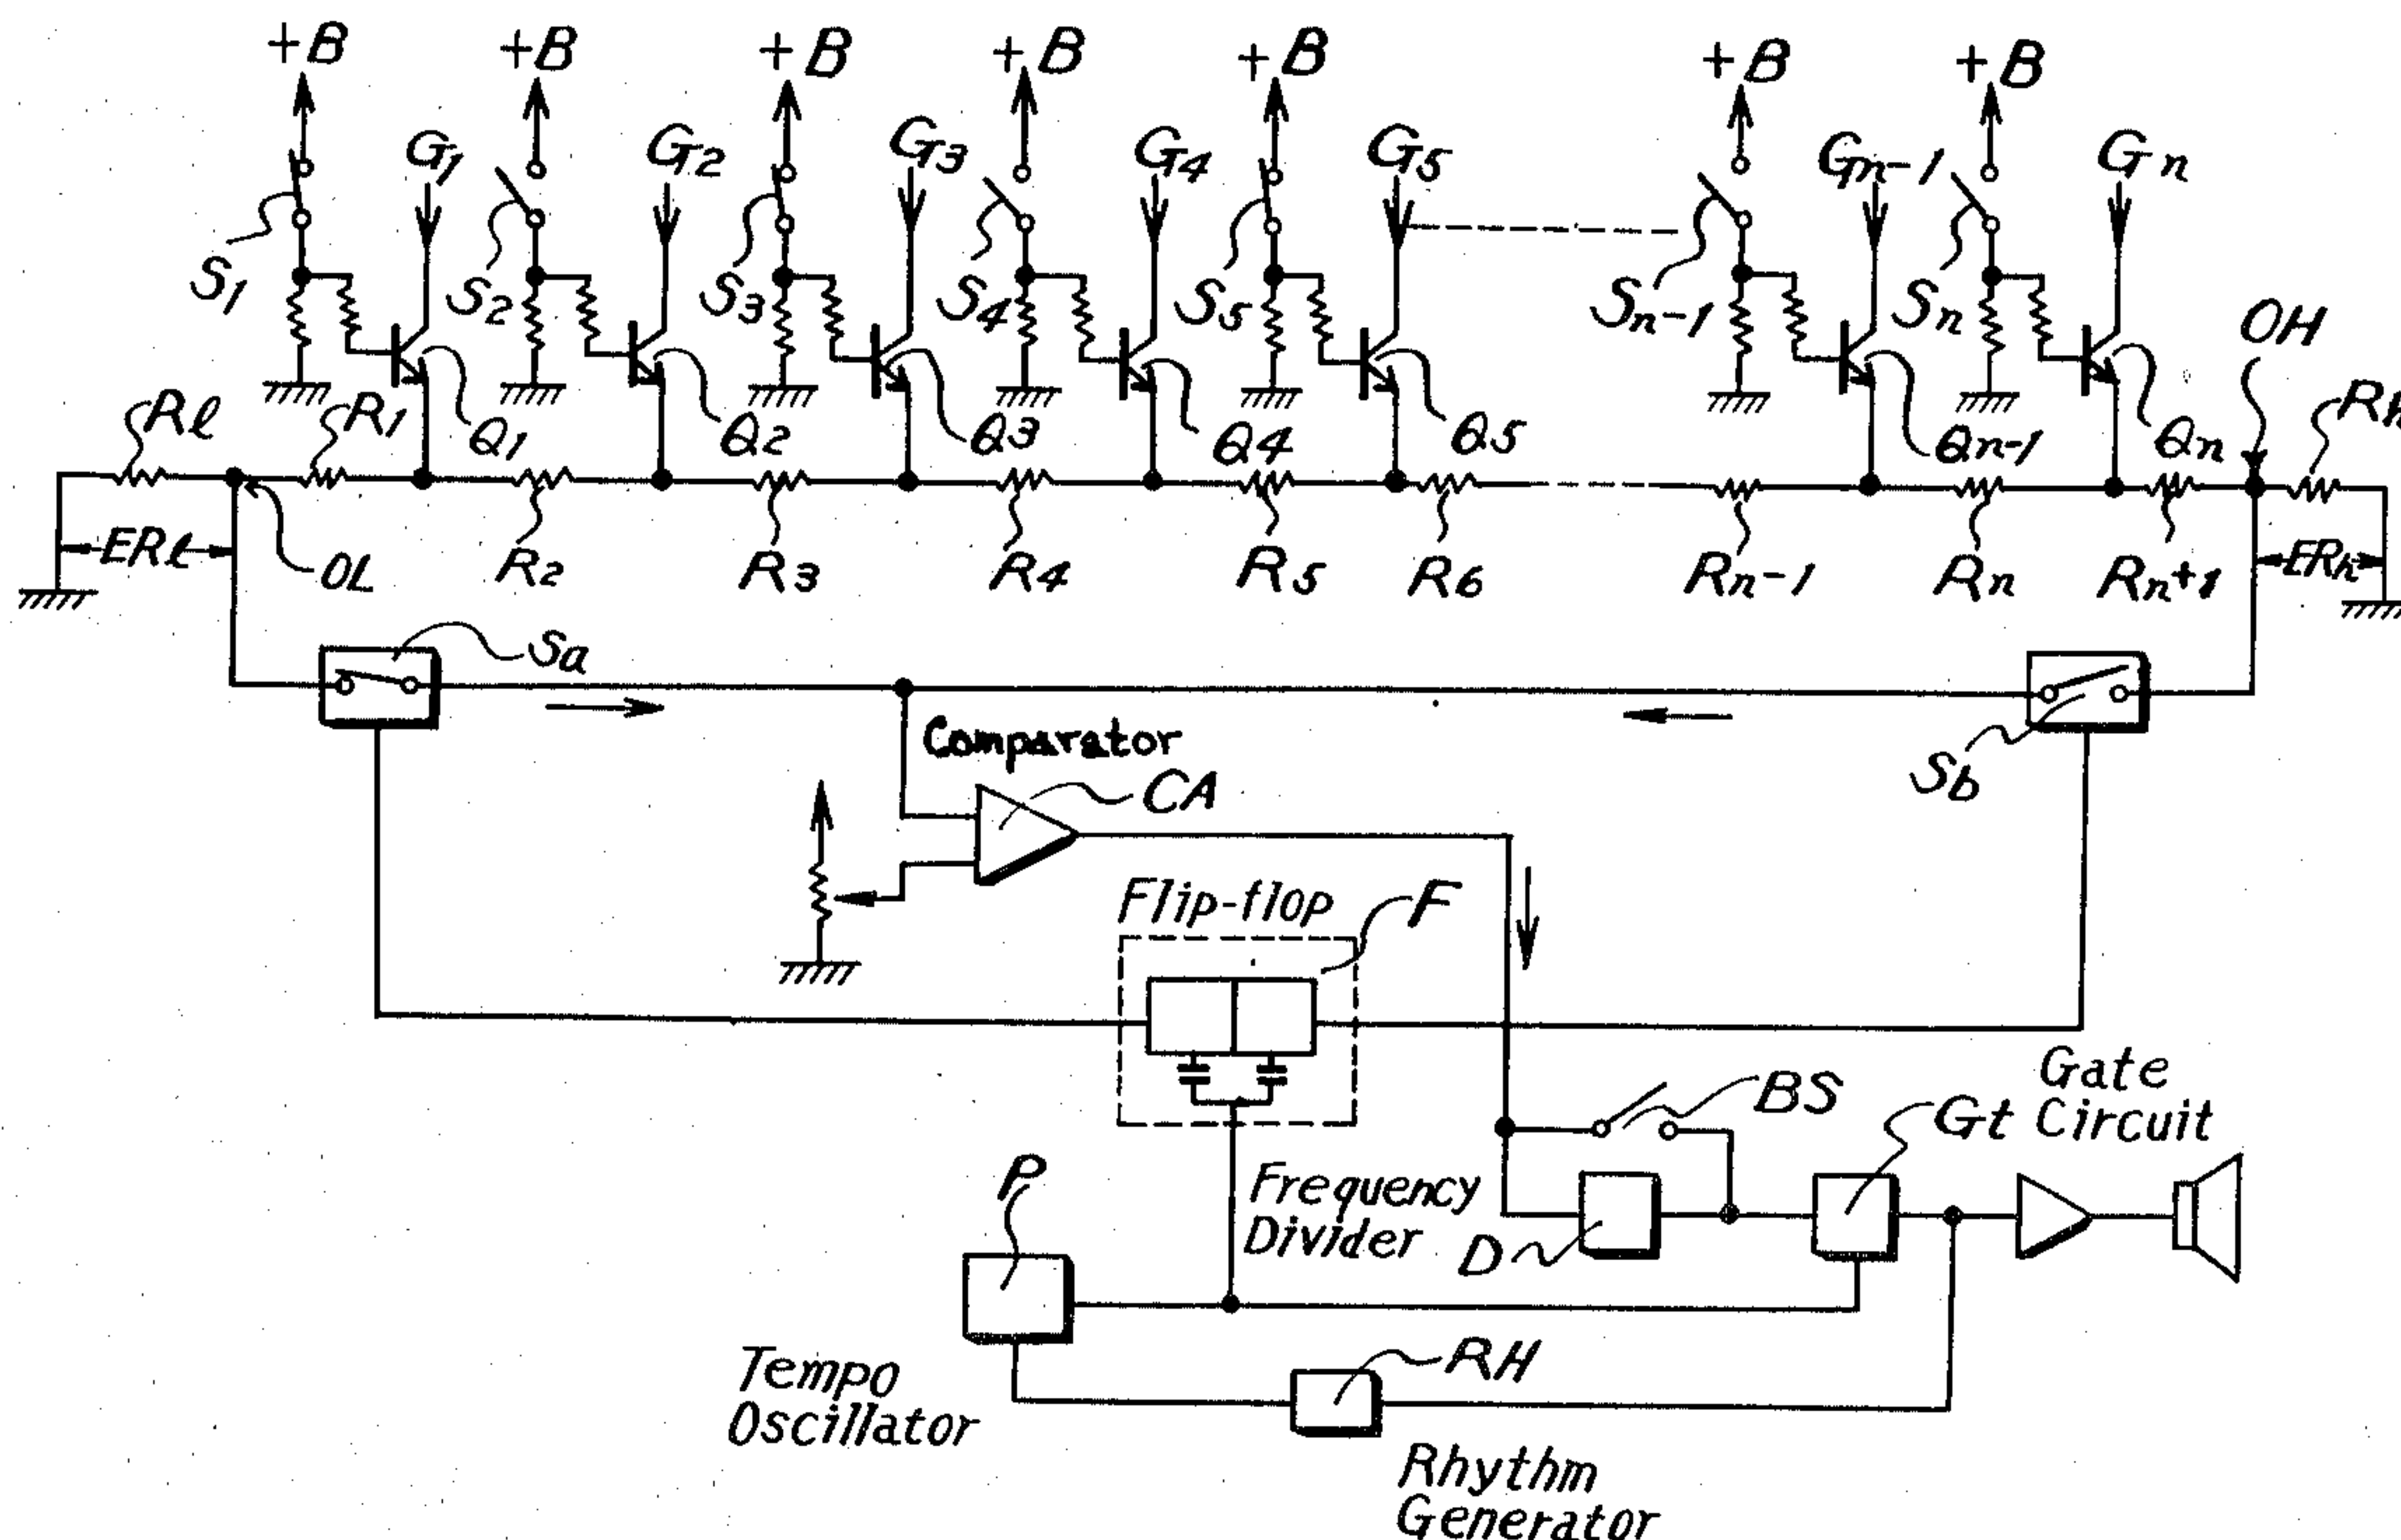 +B +B +B +B +B +B +B
G1 G2 G3 G4 G5 Gn-1 Gn
S1 S2 S3 S4 S5 Sn-1 Sn OH
Rl R1 Q1 Q2 Q3 Q4 Q5 Qn-1 Qn Rh
ERl OL R2 R3 R4 R5 R6 Rn-1 Rn Rn+1 ERh
Sa
Sb
Comparator
CA
Flip-flop F
BS
Gate
Circuit
Gt
P
Frequency
Divider D
Tempo
Oscillator
RH
Rhythm
Generator